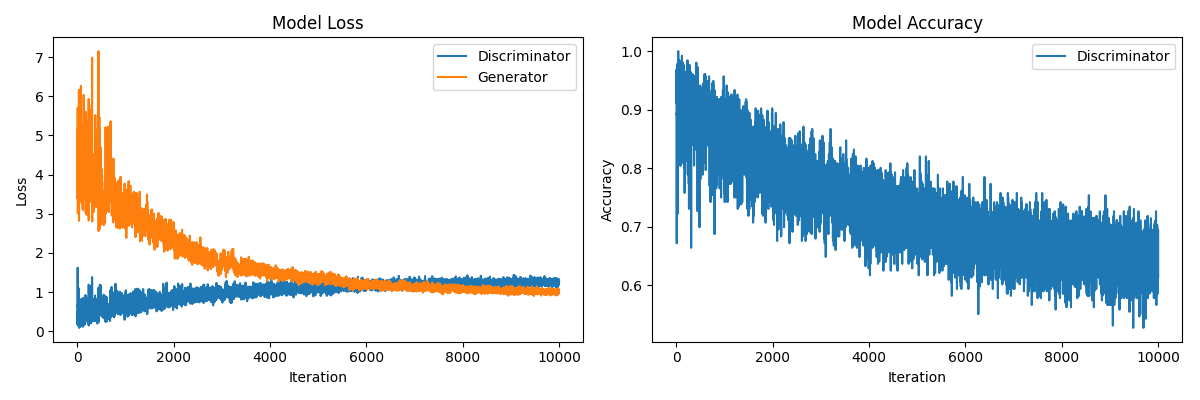 Model Loss
Discriminator
Generator
7
6
5
4
3
2
1
0
Loss
0 2000 4000 6000 8000 10000
Iteration
Model Accuracy
Discriminator
1.0
0.9
0.8
0.7
0.6
Accuracy
0 2000 4000 6000 8000 10000
Iteration